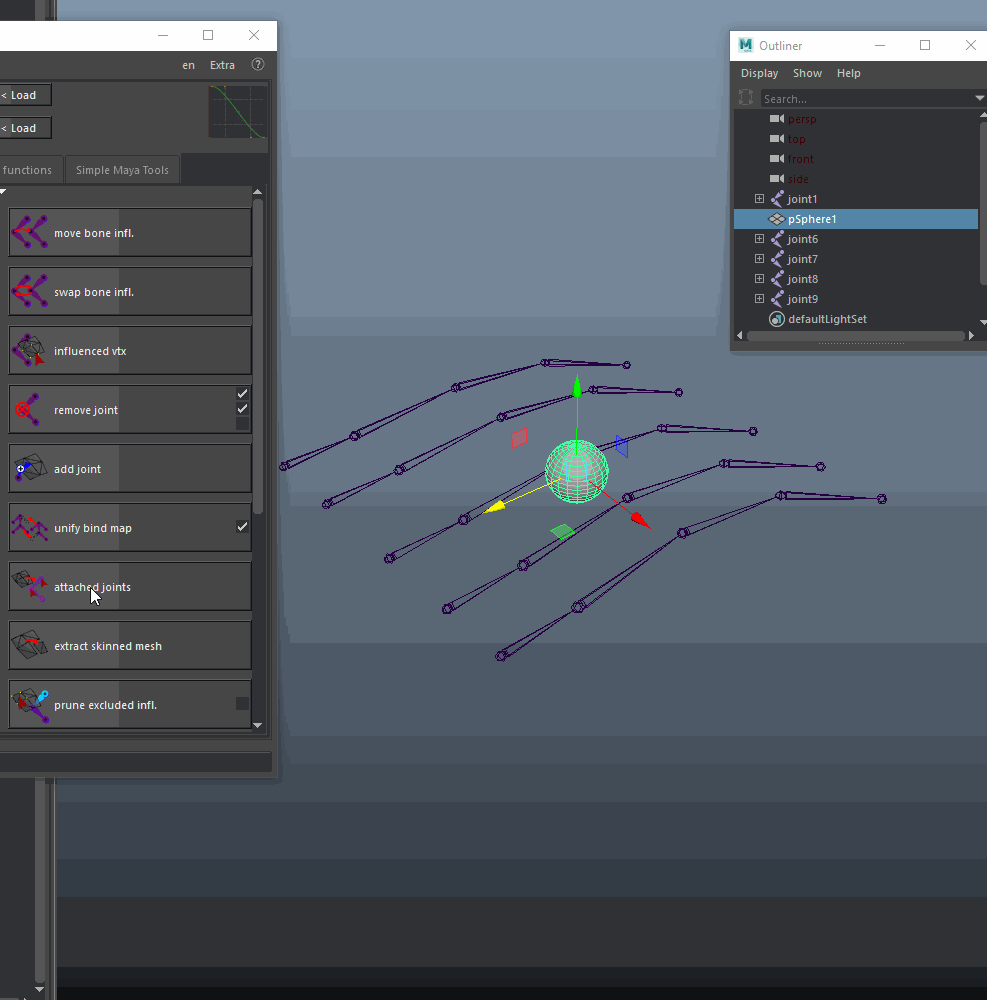 en Extra ?
< Load
< Load
functions Simple Maya Tools
move bone infl.
swap bone infl.
influenced vtx
remove joint
add joint
unify bind map
attached joints
extract skinned mesh
prune excluded infl.
M Outliner
Display Show Help
Search...
persp
top
front
side
joint1
pSphere1
joint6
joint7
joint8
joint9
defaultLightSet